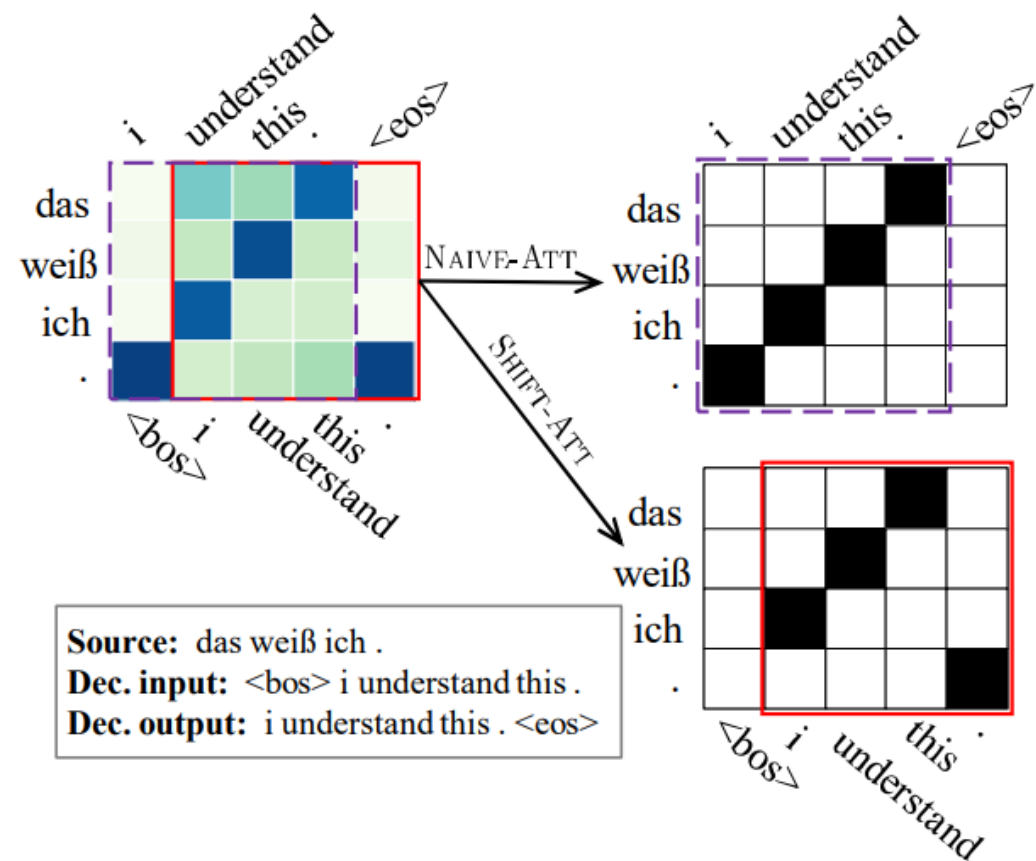 i understand this . <eos>
das
weiß
ich
.
<bos> i understand this .
NAIVE-ATT
SHIFT-ATT
i understand this . <eos>
das
weiß
ich
.
das
weiß
ich
.
<bos> i understand this .
Source: das weiß ich .
Dec. input: <bos> i understand this .
Dec. output: i understand this . <eos>